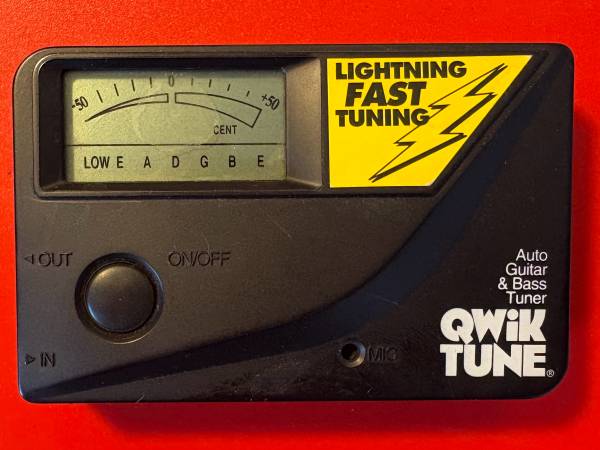 -50 0 +50
CENT
LOW E A D G B E
LIGHTNING
FAST
TUNING
◁ OUT
ON/OFF
▷ IN
MIC
Auto
Guitar
& Bass
Tuner
QWiK
TUNE®